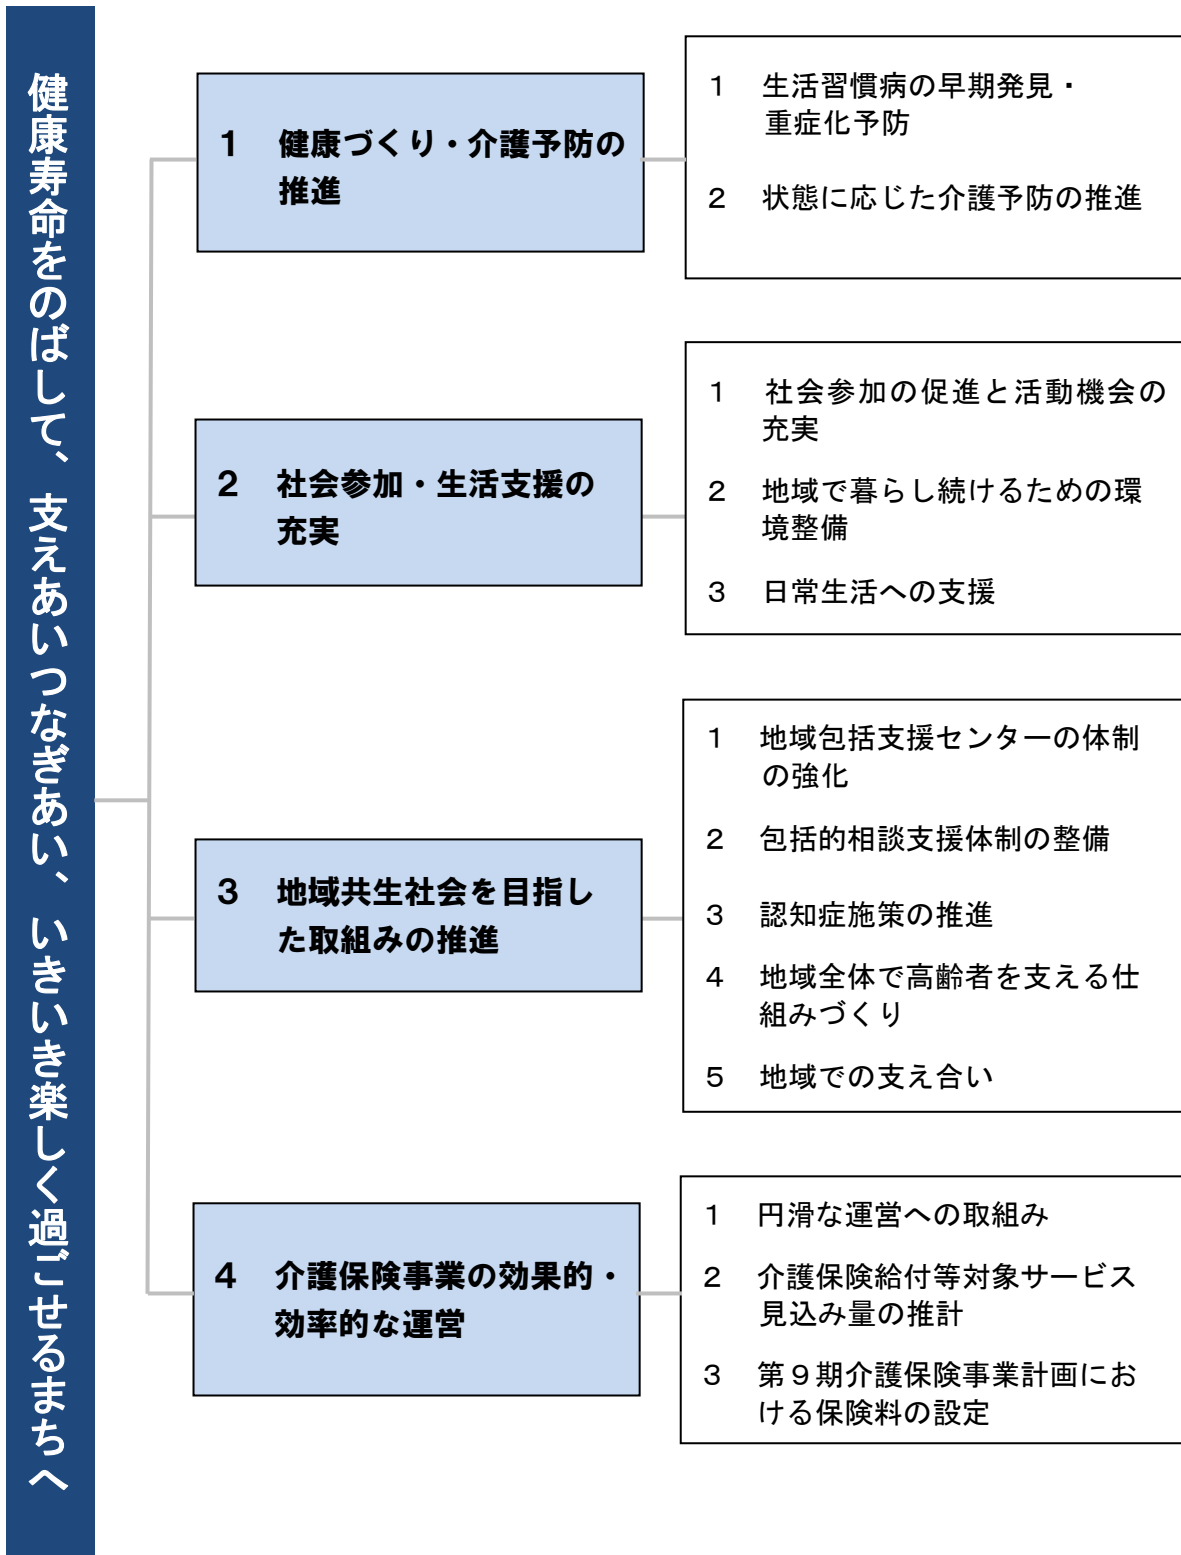 健康寿命をのばして、支えあいつなぎあい、いきいき楽しく過ごせるまちへ
１　健康づくり・介護予防の
推進
１　生活習慣病の早期発見・
重症化予防
２　状態に応じた介護予防の推進
２　社会参加・生活支援の
充実
１　社会参加の促進と活動機会の
充実
２　地域で暮らし続けるための環
境整備
３　日常生活への支援
３　地域共生社会を目指し
た取組みの推進
１　地域包括支援センターの体制
の強化
２　包括的相談支援体制の整備
３　認知症施策の推進
４　地域全体で高齢者を支える仕
組みづくり
５　地域での支え合い
４　介護保険事業の効果的・
効率的な運営
１　円滑な運営への取組み
２　介護保険給付等対象サービス
見込み量の推計
３　第９期介護保険事業計画にお
ける保険料の設定